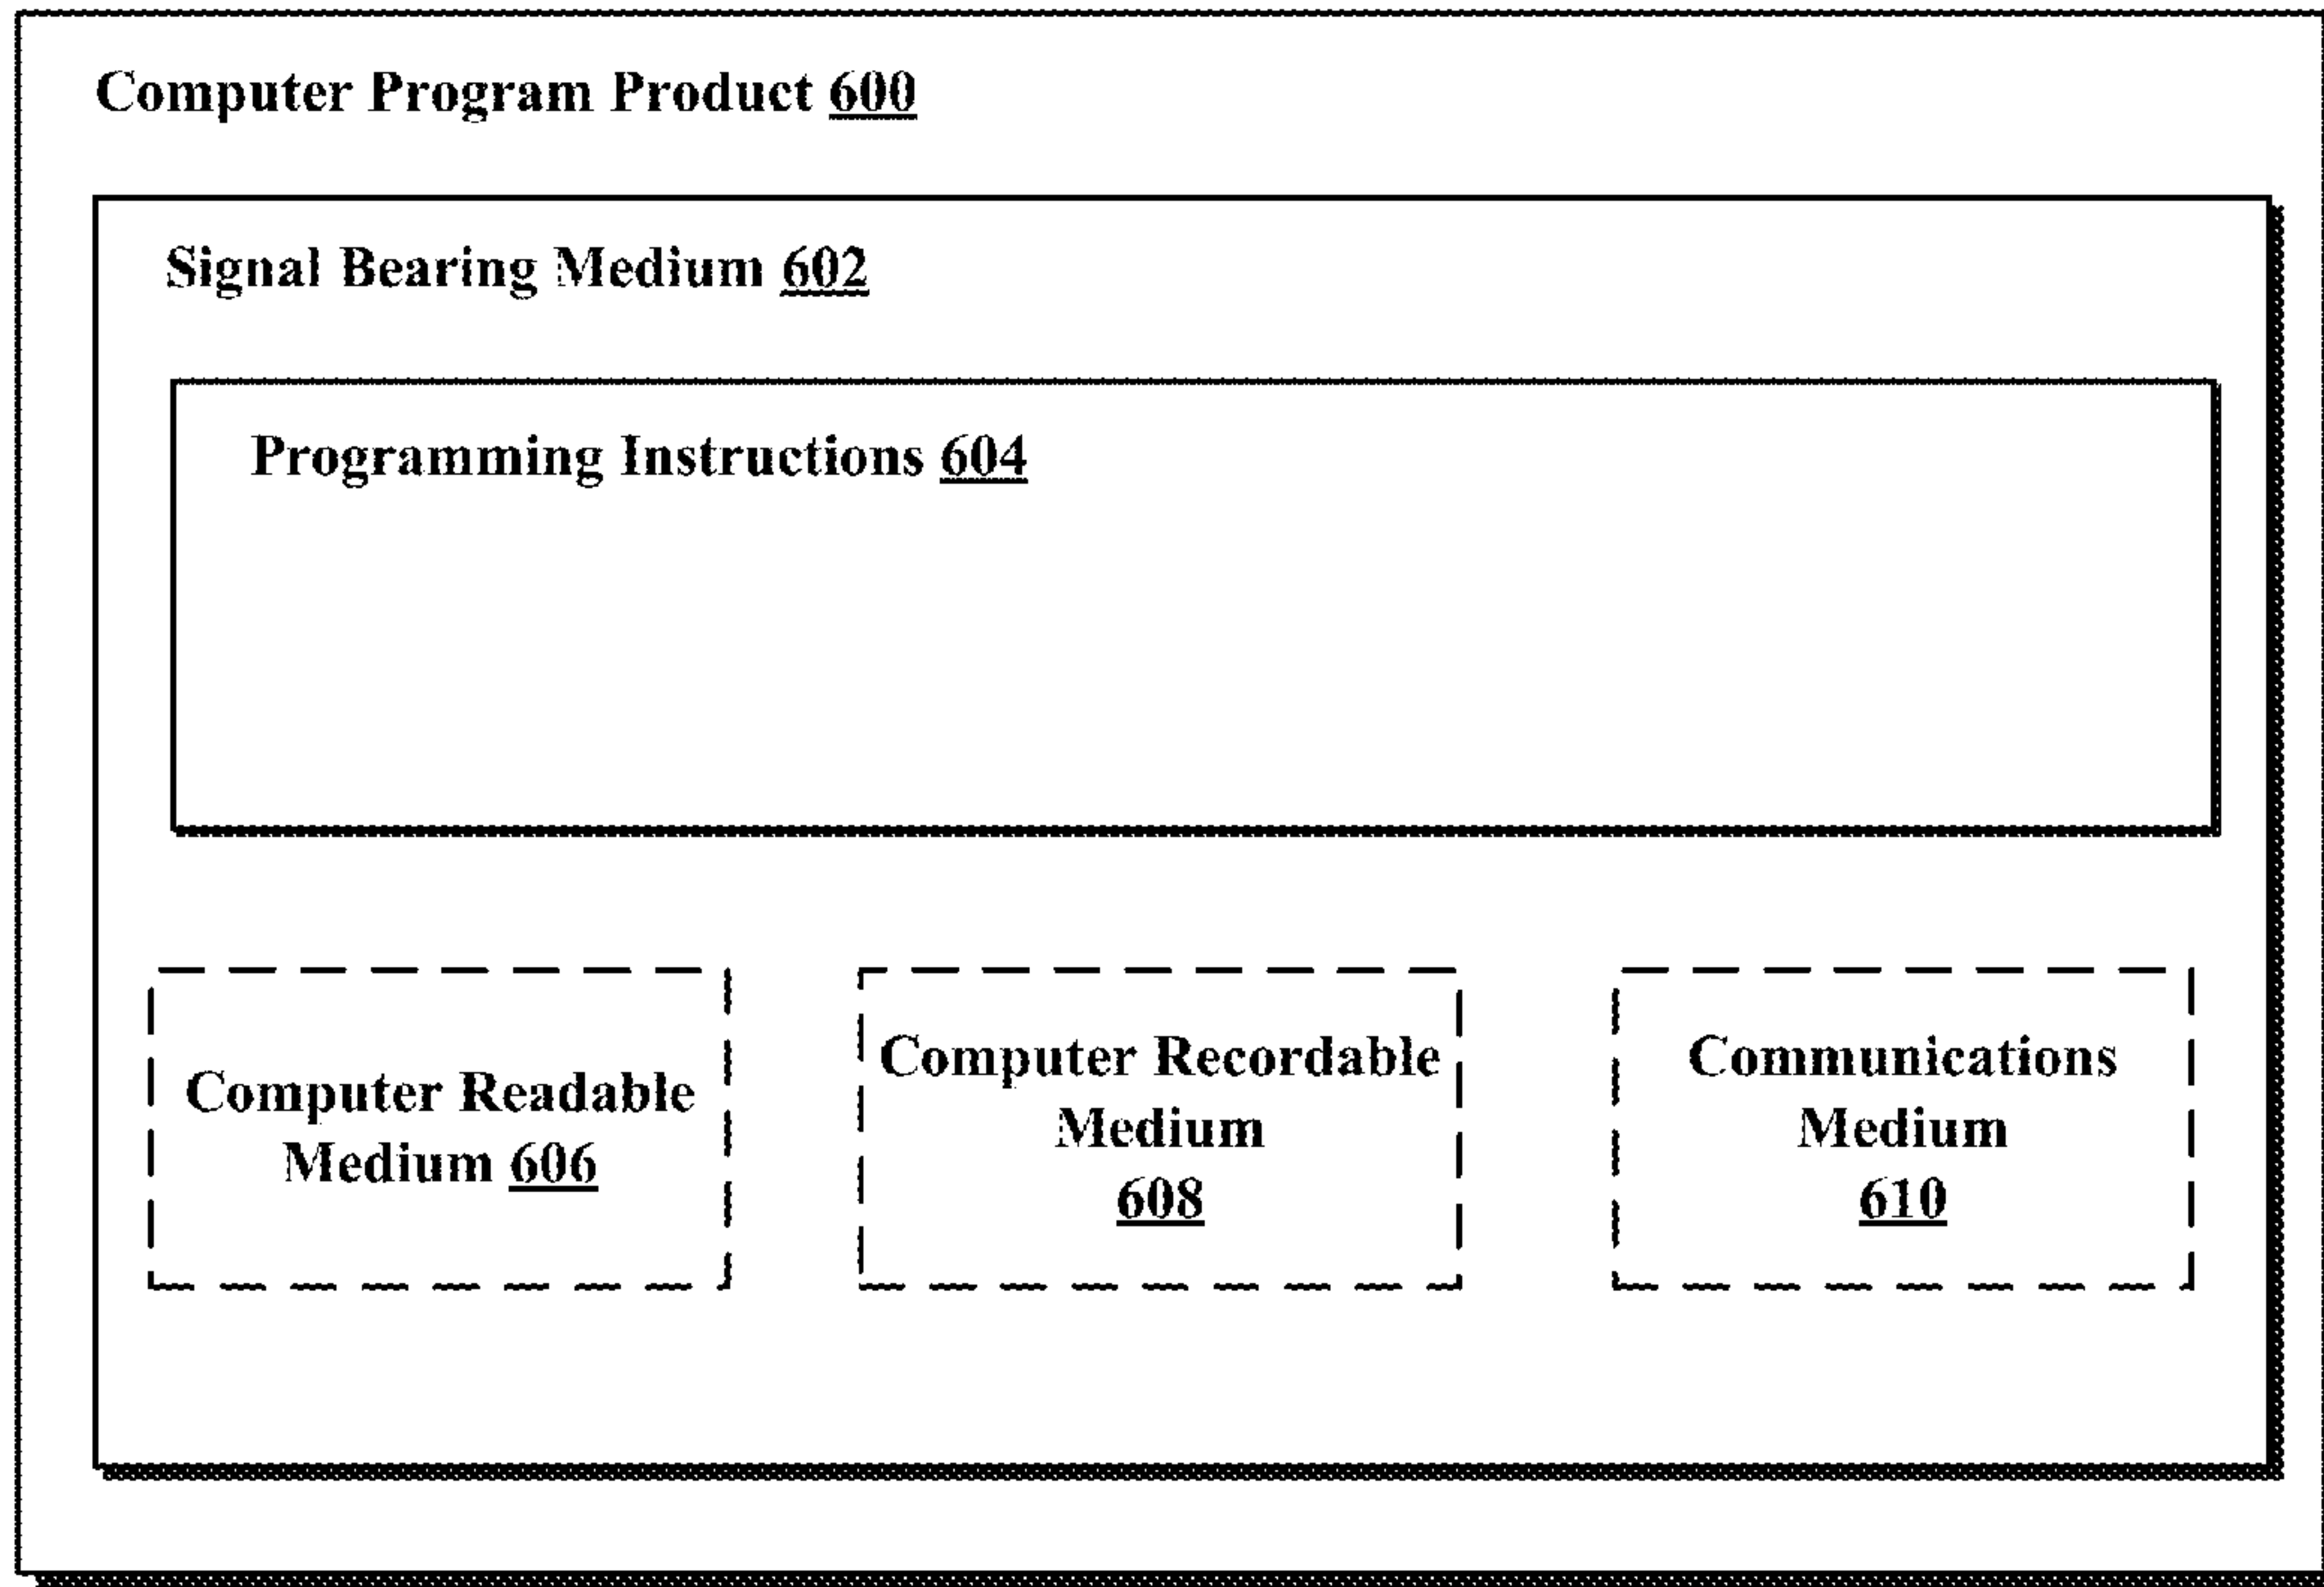 Computer Program Product 600
Signal Bearing Medium 602
Programming Instructions 604
Computer Readable
Medium 606
Computer Recordable
Medium
608
Communications
Medium
610